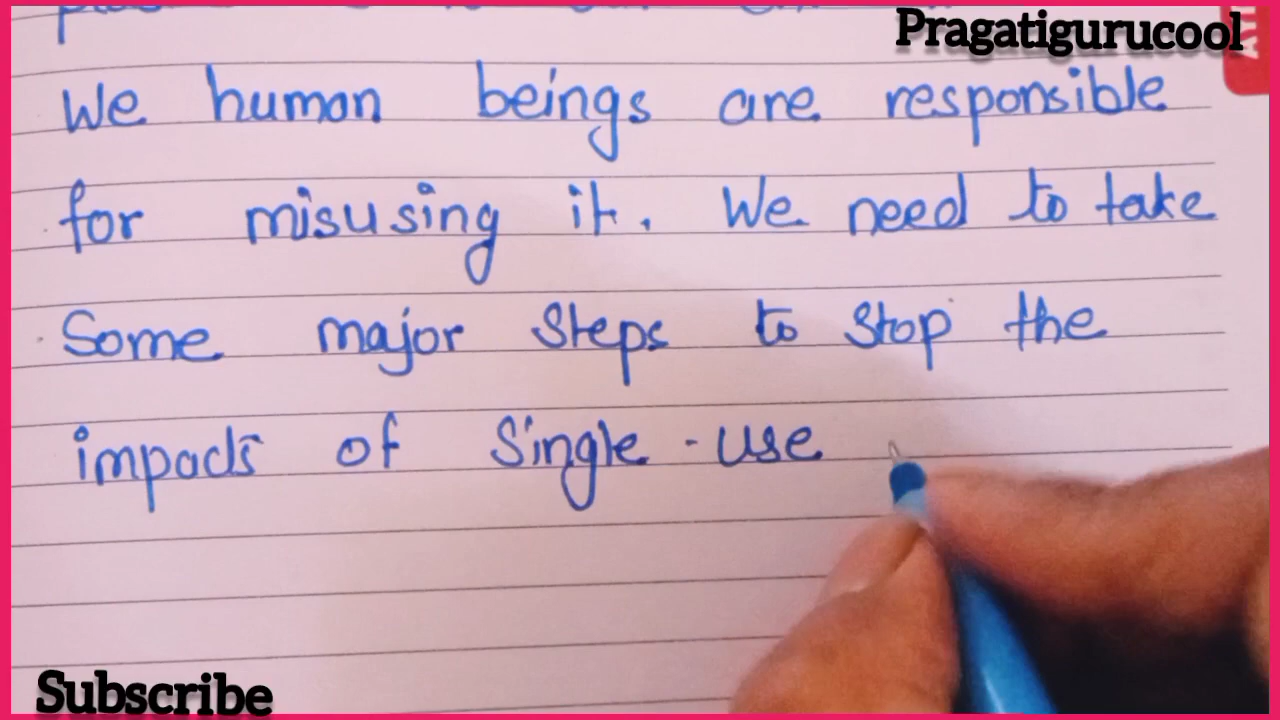 Pragatigurucool
We human beings are responsible
for misusing it. We need to take
Some major Steps to Stop the
impacts of Single-use
Subscribe